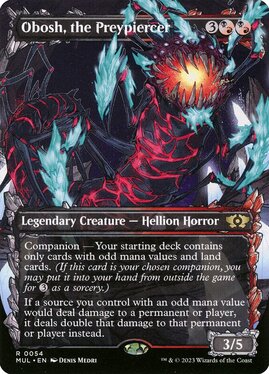 Obosh, the Preypiercer 3
Legendary Creature — Hellion Horror
Companion — Your starting deck contains
only cards with odd mana values and land
cards. (If this card is your chosen companion, you
may put it into your hand from outside the game
for 3 as a sorcery.)
If a source you control with an odd mana value
would deal damage to a permanent or player,
it deals double that damage to that permanent
or player instead.
3/5
R 0054
MUL • EN DENIS MEDRI
™ & © 2023 Wizards of the Coast